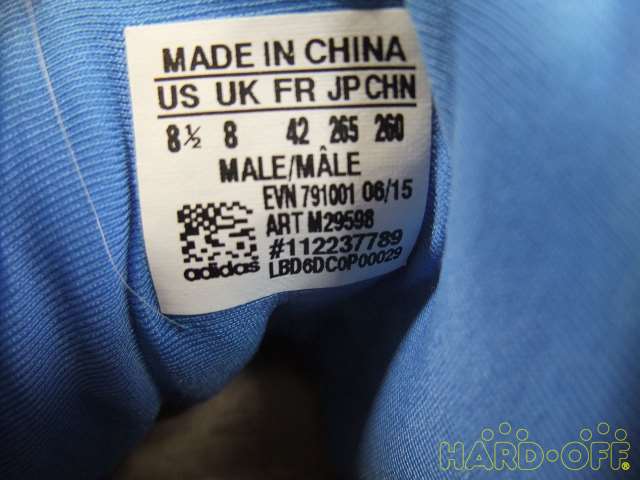 MADE IN CHINA
US UK FR JP CHN
8½ 8 42 265 260
MALE/MÂLE
EVN 791001 06/15
ART M29598
#112237789
adidas LBD6DC0P00029
HARD·OFF®